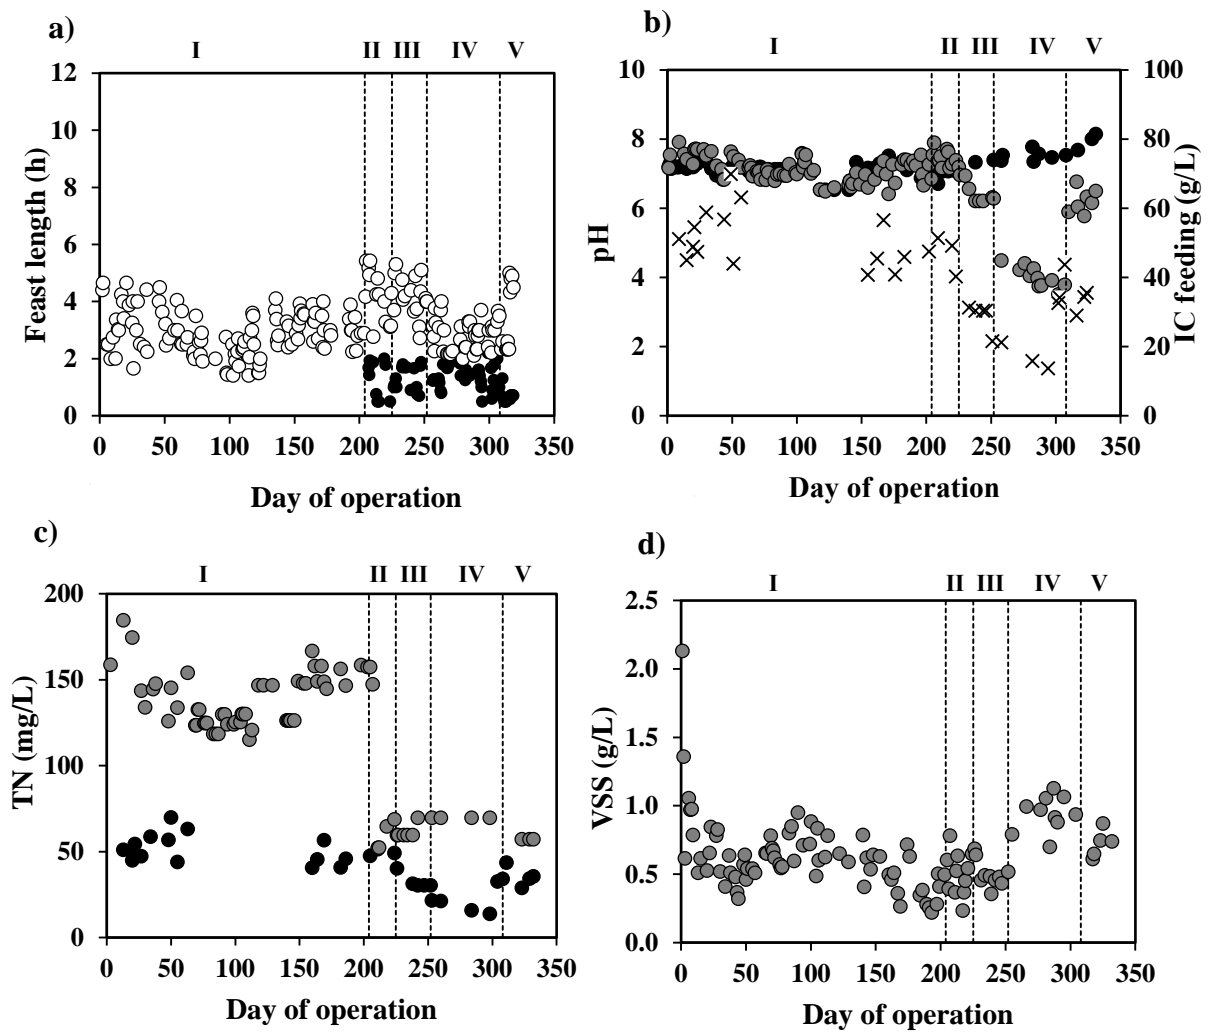 a)
I II III IV V
12
10
8
6
4
2
0
Feast length (h)
0 50 100 150 200 250 300 350
Day of operation
b)
I II III IV V
10 100
8 80
6 60
4 40
2 20
0 0
pH
IC feeding (g/L)
0 50 100 150 200 250 300 350
Day of operation
c)
I II III IV V
200
150
100
50
0
TN (mg/L)
0 50 100 150 200 250 300 350
Day of operation
d)
I II III IV V
2.5
2.0
1.5
1.0
0.5
0.0
VSS (g/L)
0 50 100 150 200 250 300 350
Day of operation